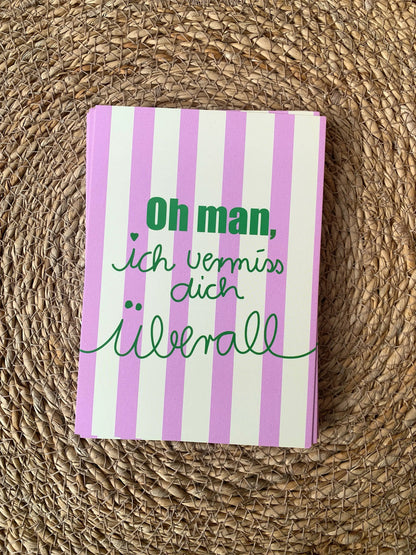 Oh man,
ich vermiss
dich
überall